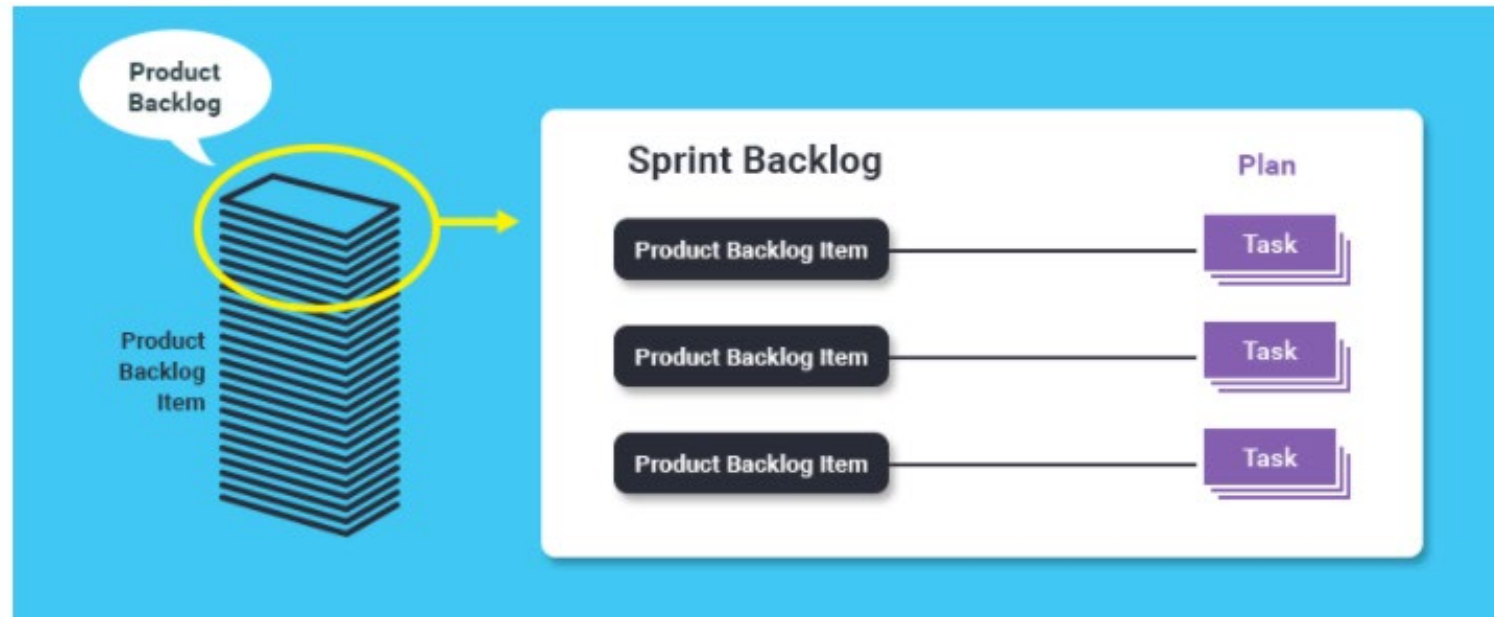 Product
Backlog
Product
Backlog
Item
Sprint Backlog
Plan
Product Backlog Item
Task
Product Backlog Item
Task
Product Backlog Item
Task